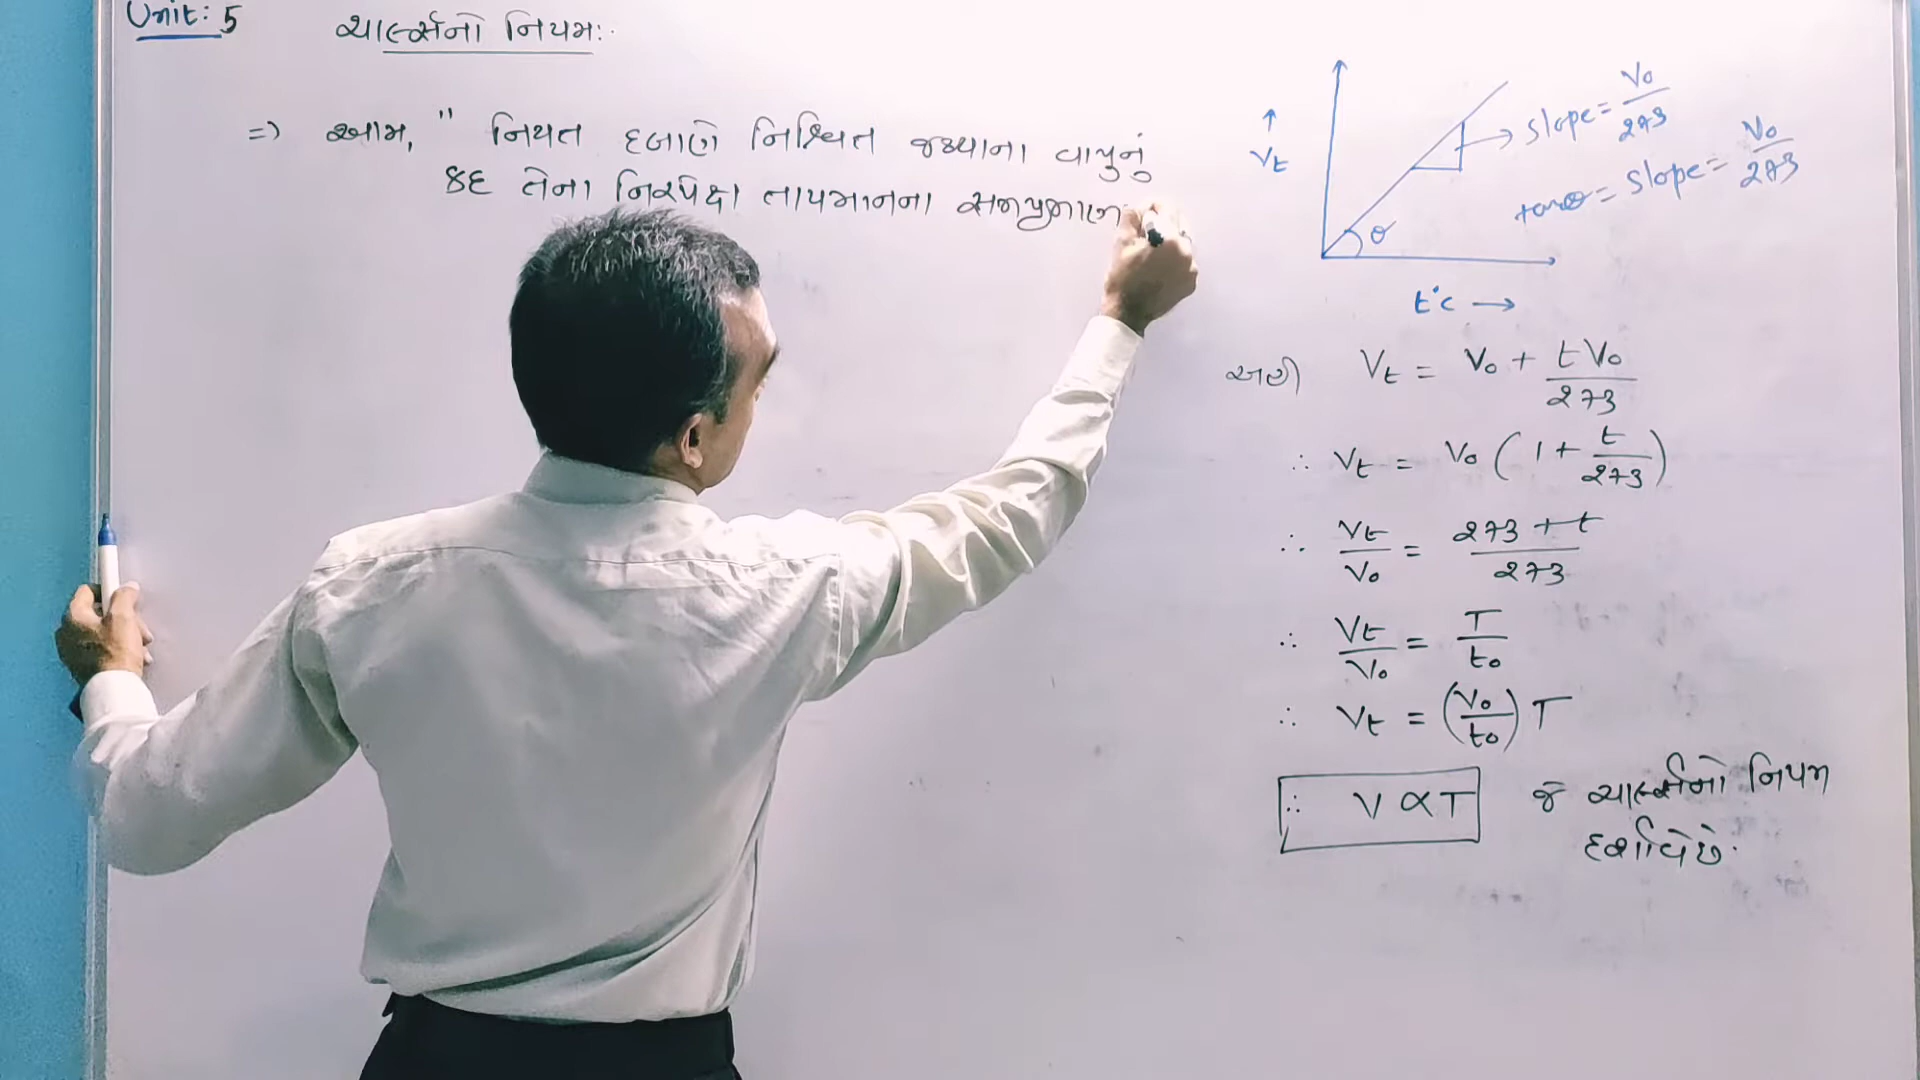 Unit: 5
ચાર્લ્સનો નિયમ:
=> આમ, " નિયત દબાણે નિશ્ચિત જથ્થાના વાયુનું
કદ તેના નિરપેક્ષ તાપમાનના સમપ્રમાણ
↑
Vt
θ
t°c →
→ slope = V₀/273
tanθ = slope = V₀/273
અહીં Vt = V₀ + tV₀/273
∴ Vt = V₀ (1 + t/273)
∴ Vt/V₀ = 273 + t/273
∴ Vt/V₀ = T/t₀
∴ Vt = (V₀/t₀) T
∴ V ∝ T જે ચાર્લ્સનો નિયમ
દર્શાવે છે.